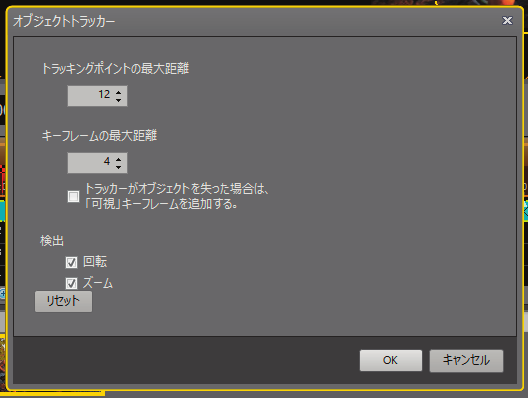 オブジェクトトラッカー
トラッキングポイントの最大距離
12
キーフレームの最大距離
4
トラッカーがオブジェクトを失った場合は、
「可視」キーフレームを追加する。
検出
回転
ズーム
リセット
OK
キャンセル